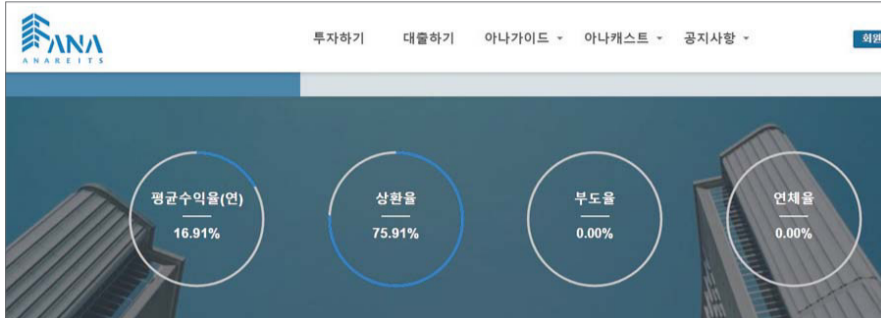 ANA
ANAREITS
투자하기 대출하기 아나가이드 아나캐스트 공지사항
평균수익율(연) 상환율 부도율 연체율
16.91% 75.91% 0.00% 0.00%